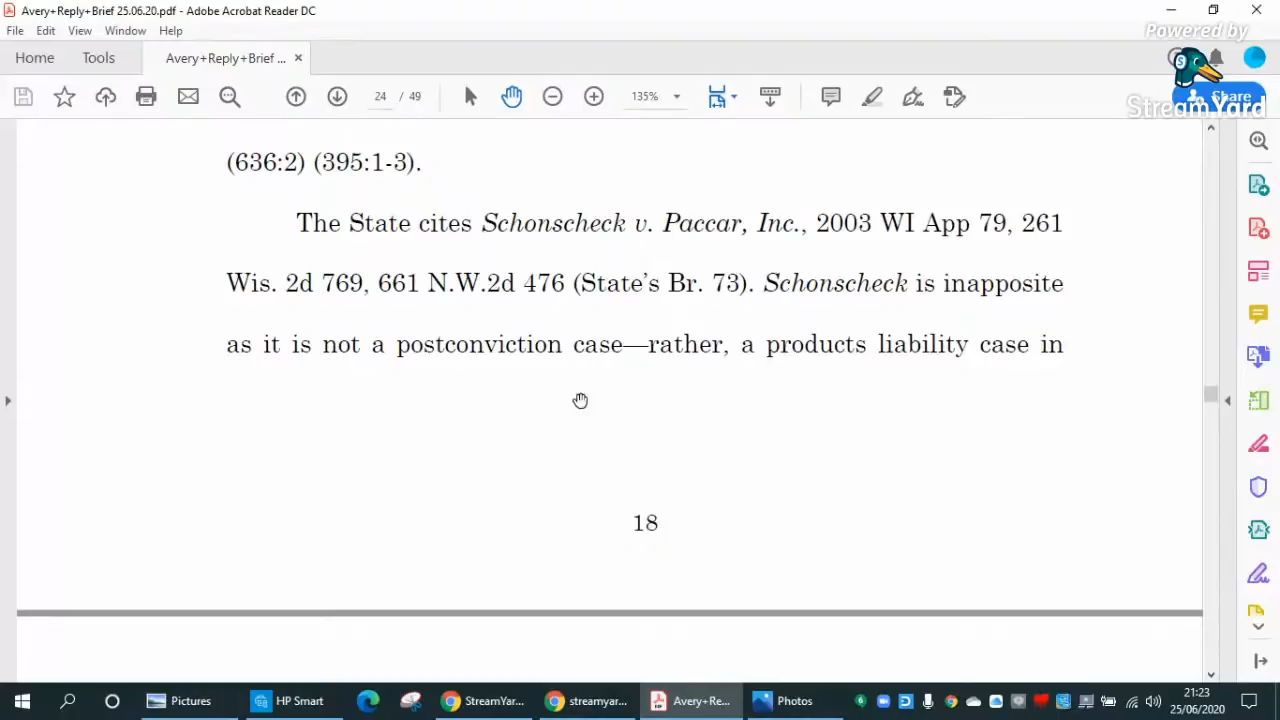 Avery+Reply+Brief 25.06.20.pdf - Adobe Acrobat Reader DC
File Edit View Window Help
Powered by
Home Tools Avery+Reply+Brief ... ×
24 / 49 135% Share
StreamYard
(636:2) (395:1-3).
The State cites Schonscheck v. Paccar, Inc., 2003 WI App 79, 261
Wis. 2d 769, 661 N.W.2d 476 (State's Br. 73). Schonscheck is inapposite
as it is not a postconviction case—rather, a products liability case in
18
Pictures HP Smart StreamYar... streamyar... Avery+Re... Photos 21:23
25/06/2020